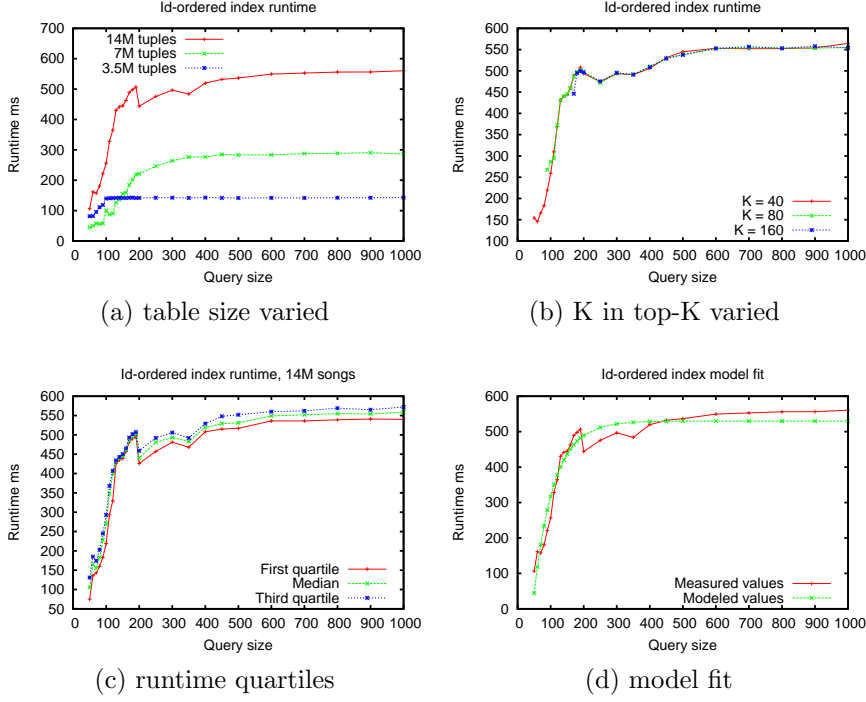 Id-ordered index runtime
700
600
500
400
300
200
100
0
14M tuples
7M tuples
3.5M tuples
Runtime ms
0 100 200 300 400 500 600 700 800 900 1000
Query size
(a) table size varied
Id-ordered index runtime
600
550
500
450
400
350
300
250
200
150
100
K = 40
K = 80
K = 160
Runtime ms
0 100 200 300 400 500 600 700 800 900 1000
Query size
(b) K in top-K varied
Id-ordered index runtime, 14M songs
600
550
500
450
400
350
300
250
200
150
100
50
First quartile
Median
Third quartile
Runtime ms
0 100 200 300 400 500 600 700 800 900 1000
Query size
(c) runtime quartiles
Id-ordered index model fit
600
500
400
300
200
100
0
Measured values
Modeled values
Runtime ms
0 100 200 300 400 500 600 700 800 900 1000
Query size
(d) model fit